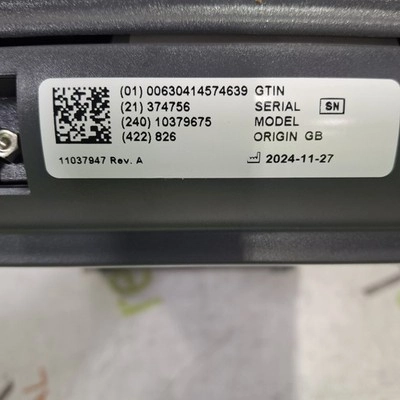 (01) 00630414574639 GTIN
(21) 374756 SERIAL SN
(240) 10379675 MODEL
(422) 826 ORIGIN GB
11037947 Rev. A 2024-11-27